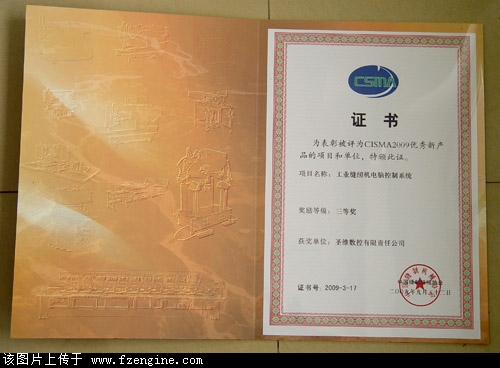 CSMA
证书
为表彰被评为CISMA2009优秀新产
品的项目和单位，特颁此证。
项目名称：工业缝纫机电脑控制系统
奖励等级：三等奖
获奖单位：圣维数控有限责任公司
证书号：2009-3-17
该图片上传于 www.fzengine.com